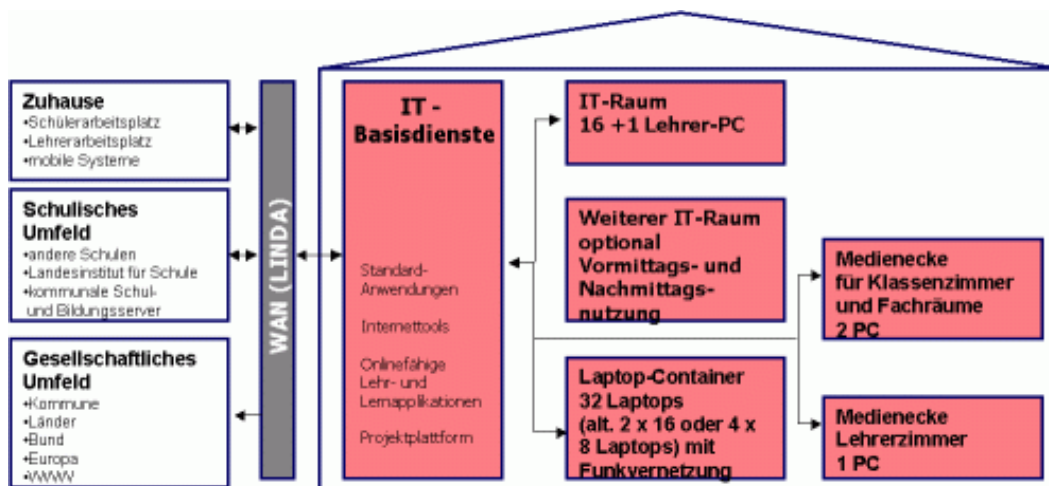 Zuhause
•Schülerarbeitsplatz
•Lehrerarbeitsplatz
•mobile Systeme
Schulisches
Umfeld
•andere Schulen
•Landesinstitut für Schule
•kommunale Schul-
und Bildungsserver
Gesellschaftliches
Umfeld
•Kommune
•Länder
•Bund
•Europa
•WWW
WAN (LINDA)
IT -
Basisdienste
Standard-
Anwendungen
Internettools
Onlinefähige
Lehr- und
Lernapplikationen
Projektplattform
IT-Raum
16 +1 Lehrer-PC
Weiterer IT-Raum
optional
Vormittags- und
Nachmittags-
nutzung
Laptop-Container
32 Laptops
(alt. 2 x 16 oder 4 x
8 Laptops) mit
Funkvernetzung
Medienecke
für Klassenzimmer
und Fachräume
2 PC
Medienecke
Lehrerzimmer
1 PC